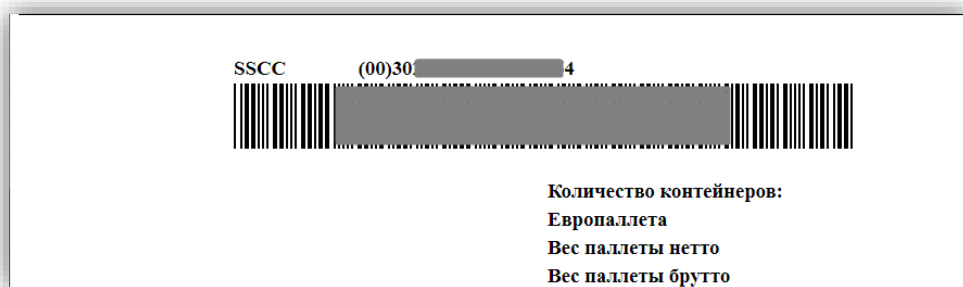 SSCC (00)30 4
Количество контейнеров:
Европаллета
Вес паллеты нетто
Вес паллеты брутто